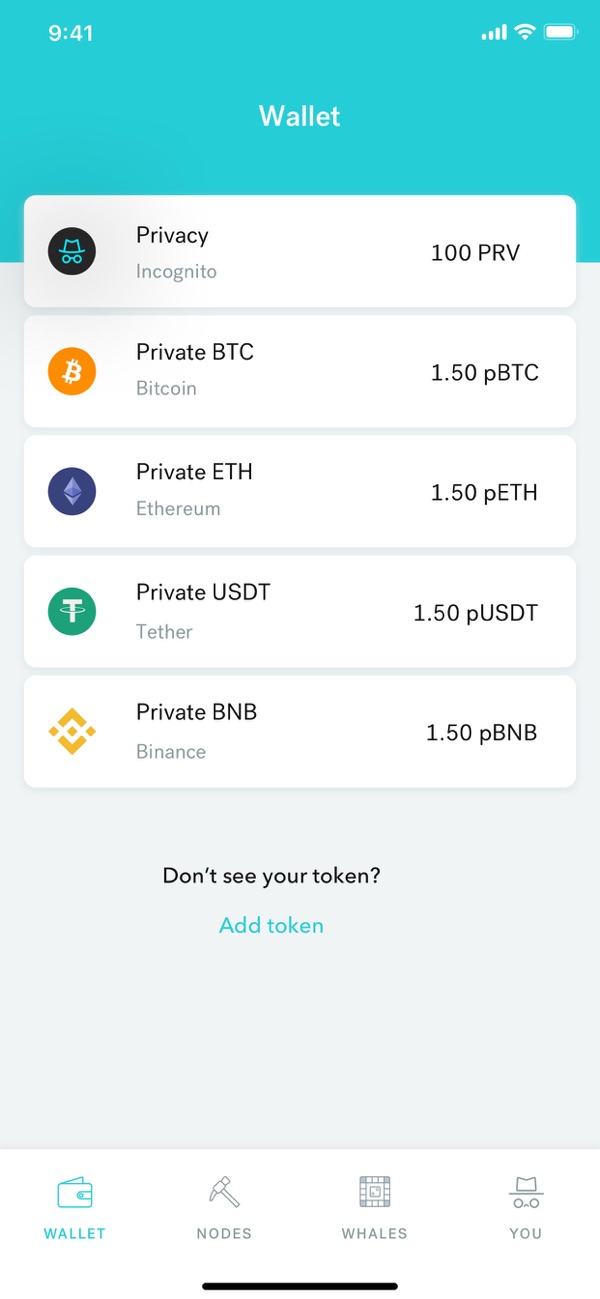 9:41
Wallet
Privacy
100 PRV
Incognito
Private BTC
1.50 pBTC
Bitcoin
Private ETH
1.50 pETH
Ethereum
Private USDT
1.50 pUSDT
Tether
Private BNB
1.50 pBNB
Binance
Don’t see your token?
Add token
WALLET NODES WHALES YOU